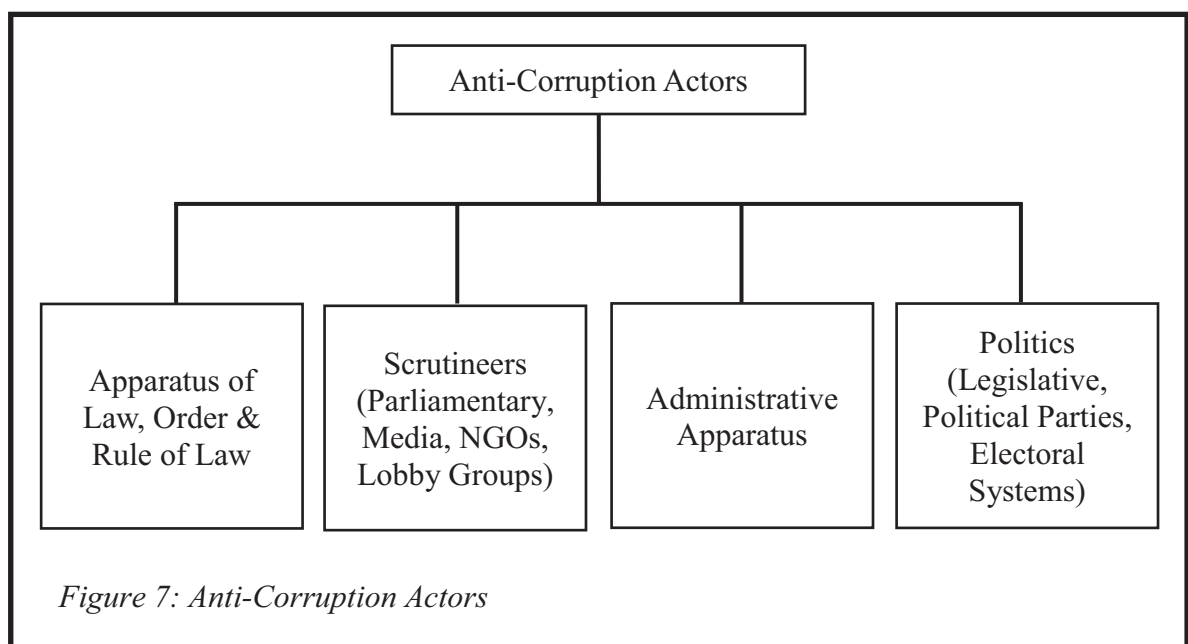 Anti-Corruption Actors
Apparatus of
Law, Order &
Rule of Law
Scrutineers
(Parliamentary,
Media, NGOs,
Lobby Groups)
Administrative
Apparatus
Politics
(Legislative,
Political Parties,
Electoral
Systems)
Figure 7: Anti-Corruption Actors